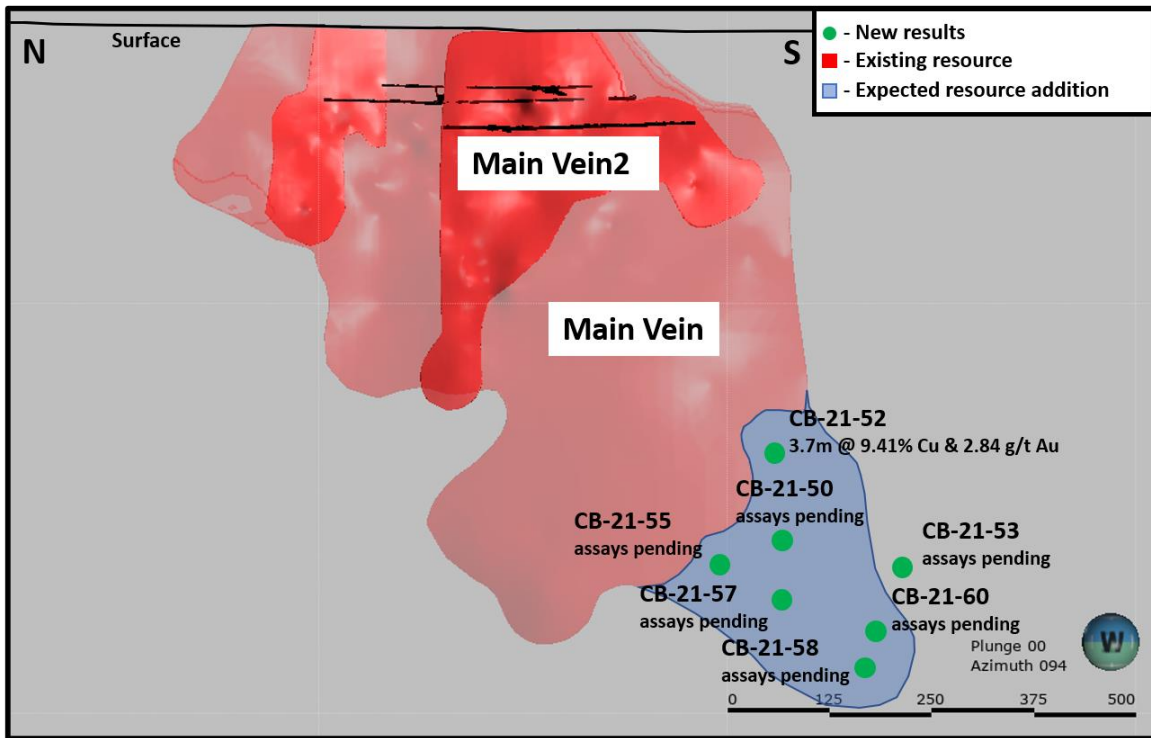 N
Surface
S
- New results
- Existing resource
- Expected resource addition
Main Vein2
Main Vein
CB-21-52
3.7m @ 9.41% Cu & 2.84 g/t Au
CB-21-50
assays pending
CB-21-55
assays pending
CB-21-53
assays pending
CB-21-57
assays pending
CB-21-60
assays pending
CB-21-58
assays pending
Plunge 00
Azimuth 094
W
0 125 250 375 500